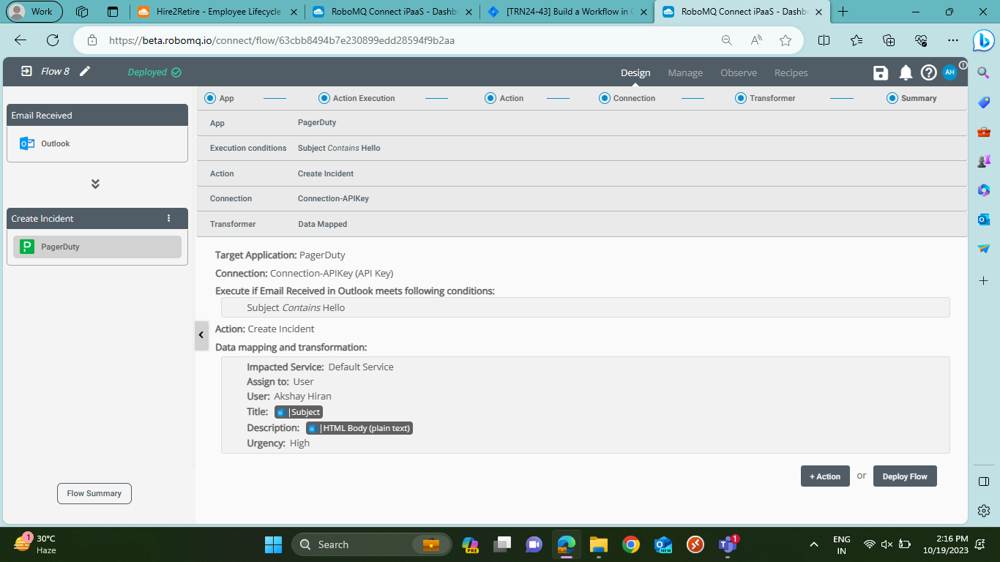 Work
Hire2Retire - Employee Lifecycle
RoboMQ Connect iPaaS - Dashb
[TRN24-43] Build a Workflow in C
RoboMQ Connect iPaaS - Dashb
https://beta.robomq.io/connect/flow/63cbb8494b7e230899edd28594f9b2aa
Flow 8
Deployed
Design
Manage
Observe
Recipes
AH
App
Action Execution
Action
Connection
Transformer
Summary
Email Received
Outlook
Create Incident
PagerDuty
Flow Summary
App PagerDuty
Execution conditions Subject Contains Hello
Action Create Incident
Connection Connection-APIKey
Transformer Data Mapped
Target Application: PagerDuty
Connection: Connection-APIKey (API Key)
Execute if Email Received in Outlook meets following conditions:
Subject Contains Hello
Action: Create Incident
Data mapping and transformation:
Impacted Service: Default Service
Assign to: User
User: Akshay Hiran
Title: |Subject
Description: |HTML Body (plain text)
Urgency: High
+ Action or Deploy Flow
1
30°C
Haze
Search
PRE
NEW
1
ENG
IN
2:16 PM
10/19/2023